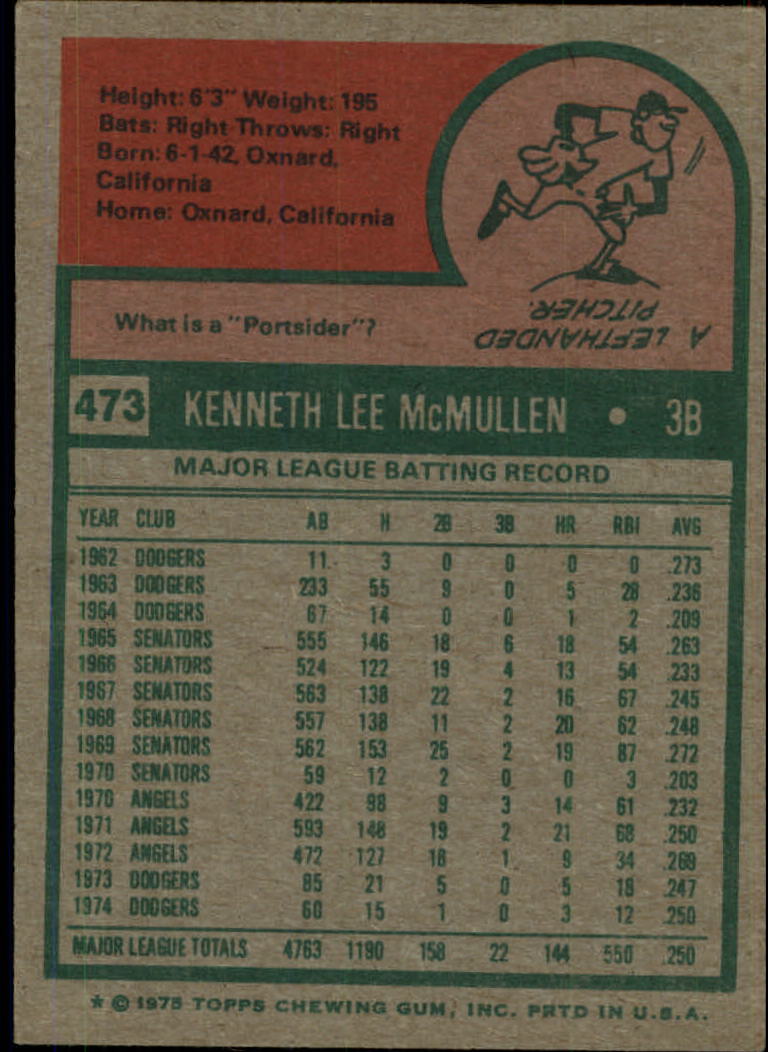 Height: 6'3" Weight: 195
Bats: Right Throws: Right
Born: 6-1-42, Oxnard,
California
Home: Oxnard, California
What is a "Portsider"?
A LEFTHANDED
PITCHER.
473 KENNETH LEE McMULLEN • 3B
MAJOR LEAGUE BATTING RECORD
YEAR CLUB AB H 2B 3B HR RBI AVG
1962 DODGERS 11 3 0 0 0 0 .273
1963 DODGERS 233 55 9 0 5 28 .236
1964 DODGERS 67 14 0 0 1 2 .209
1965 SENATORS 555 146 18 6 18 54 .263
1966 SENATORS 524 122 19 4 13 54 .233
1967 SENATORS 563 138 22 2 16 67 .245
1968 SENATORS 557 138 11 2 20 62 .248
1969 SENATORS 562 153 25 2 19 87 .272
1970 SENATORS 59 12 2 0 0 3 .203
1970 ANGELS 422 98 9 3 14 61 .232
1971 ANGELS 593 148 19 2 21 68 .250
1972 ANGELS 472 127 18 1 9 34 .269
1973 DODGERS 85 21 5 0 5 18 .247
1974 DODGERS 60 15 1 0 3 12 .250
MAJOR LEAGUE TOTALS 4763 1190 158 22 144 550 .250
* © 1975 TOPPS CHEWING GUM, INC. PRTD IN U.S.A.